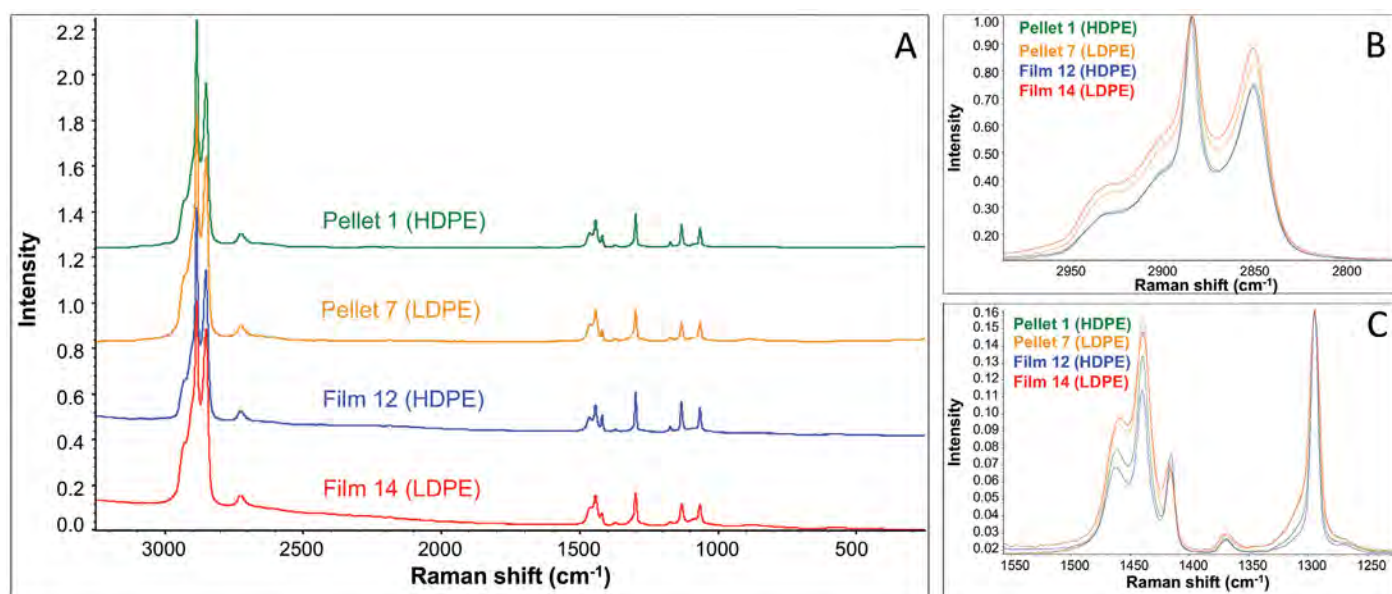 A
2.2
2.0
1.8
1.6
1.4
1.2
1.0
0.8
0.6
0.4
0.2
0.0
Intensity
Pellet 1 (HDPE)
Pellet 7 (LDPE)
Film 12 (HDPE)
Film 14 (LDPE)
3000 2500 2000 1500 1000 500
Raman shift (cm⁻¹)
B
Pellet 1 (HDPE)
Pellet 7 (LDPE)
Film 12 (HDPE)
Film 14 (LDPE)
1.00
0.90
0.80
0.70
0.60
0.50
0.40
0.30
0.20
Intensity
2950 2900 2850 2800
Raman shift (cm⁻¹)
C
Pellet 1 (HDPE)
Pellet 7 (LDPE)
Film 12 (HDPE)
Film 14 (LDPE)
0.16
0.15
0.13
0.12
0.11
0.10
0.09
0.08
0.07
0.06
0.05
0.04
0.03
0.02
Intensity
1550 1500 1450 1400 1350 1300 1250
Raman shift (cm⁻¹)